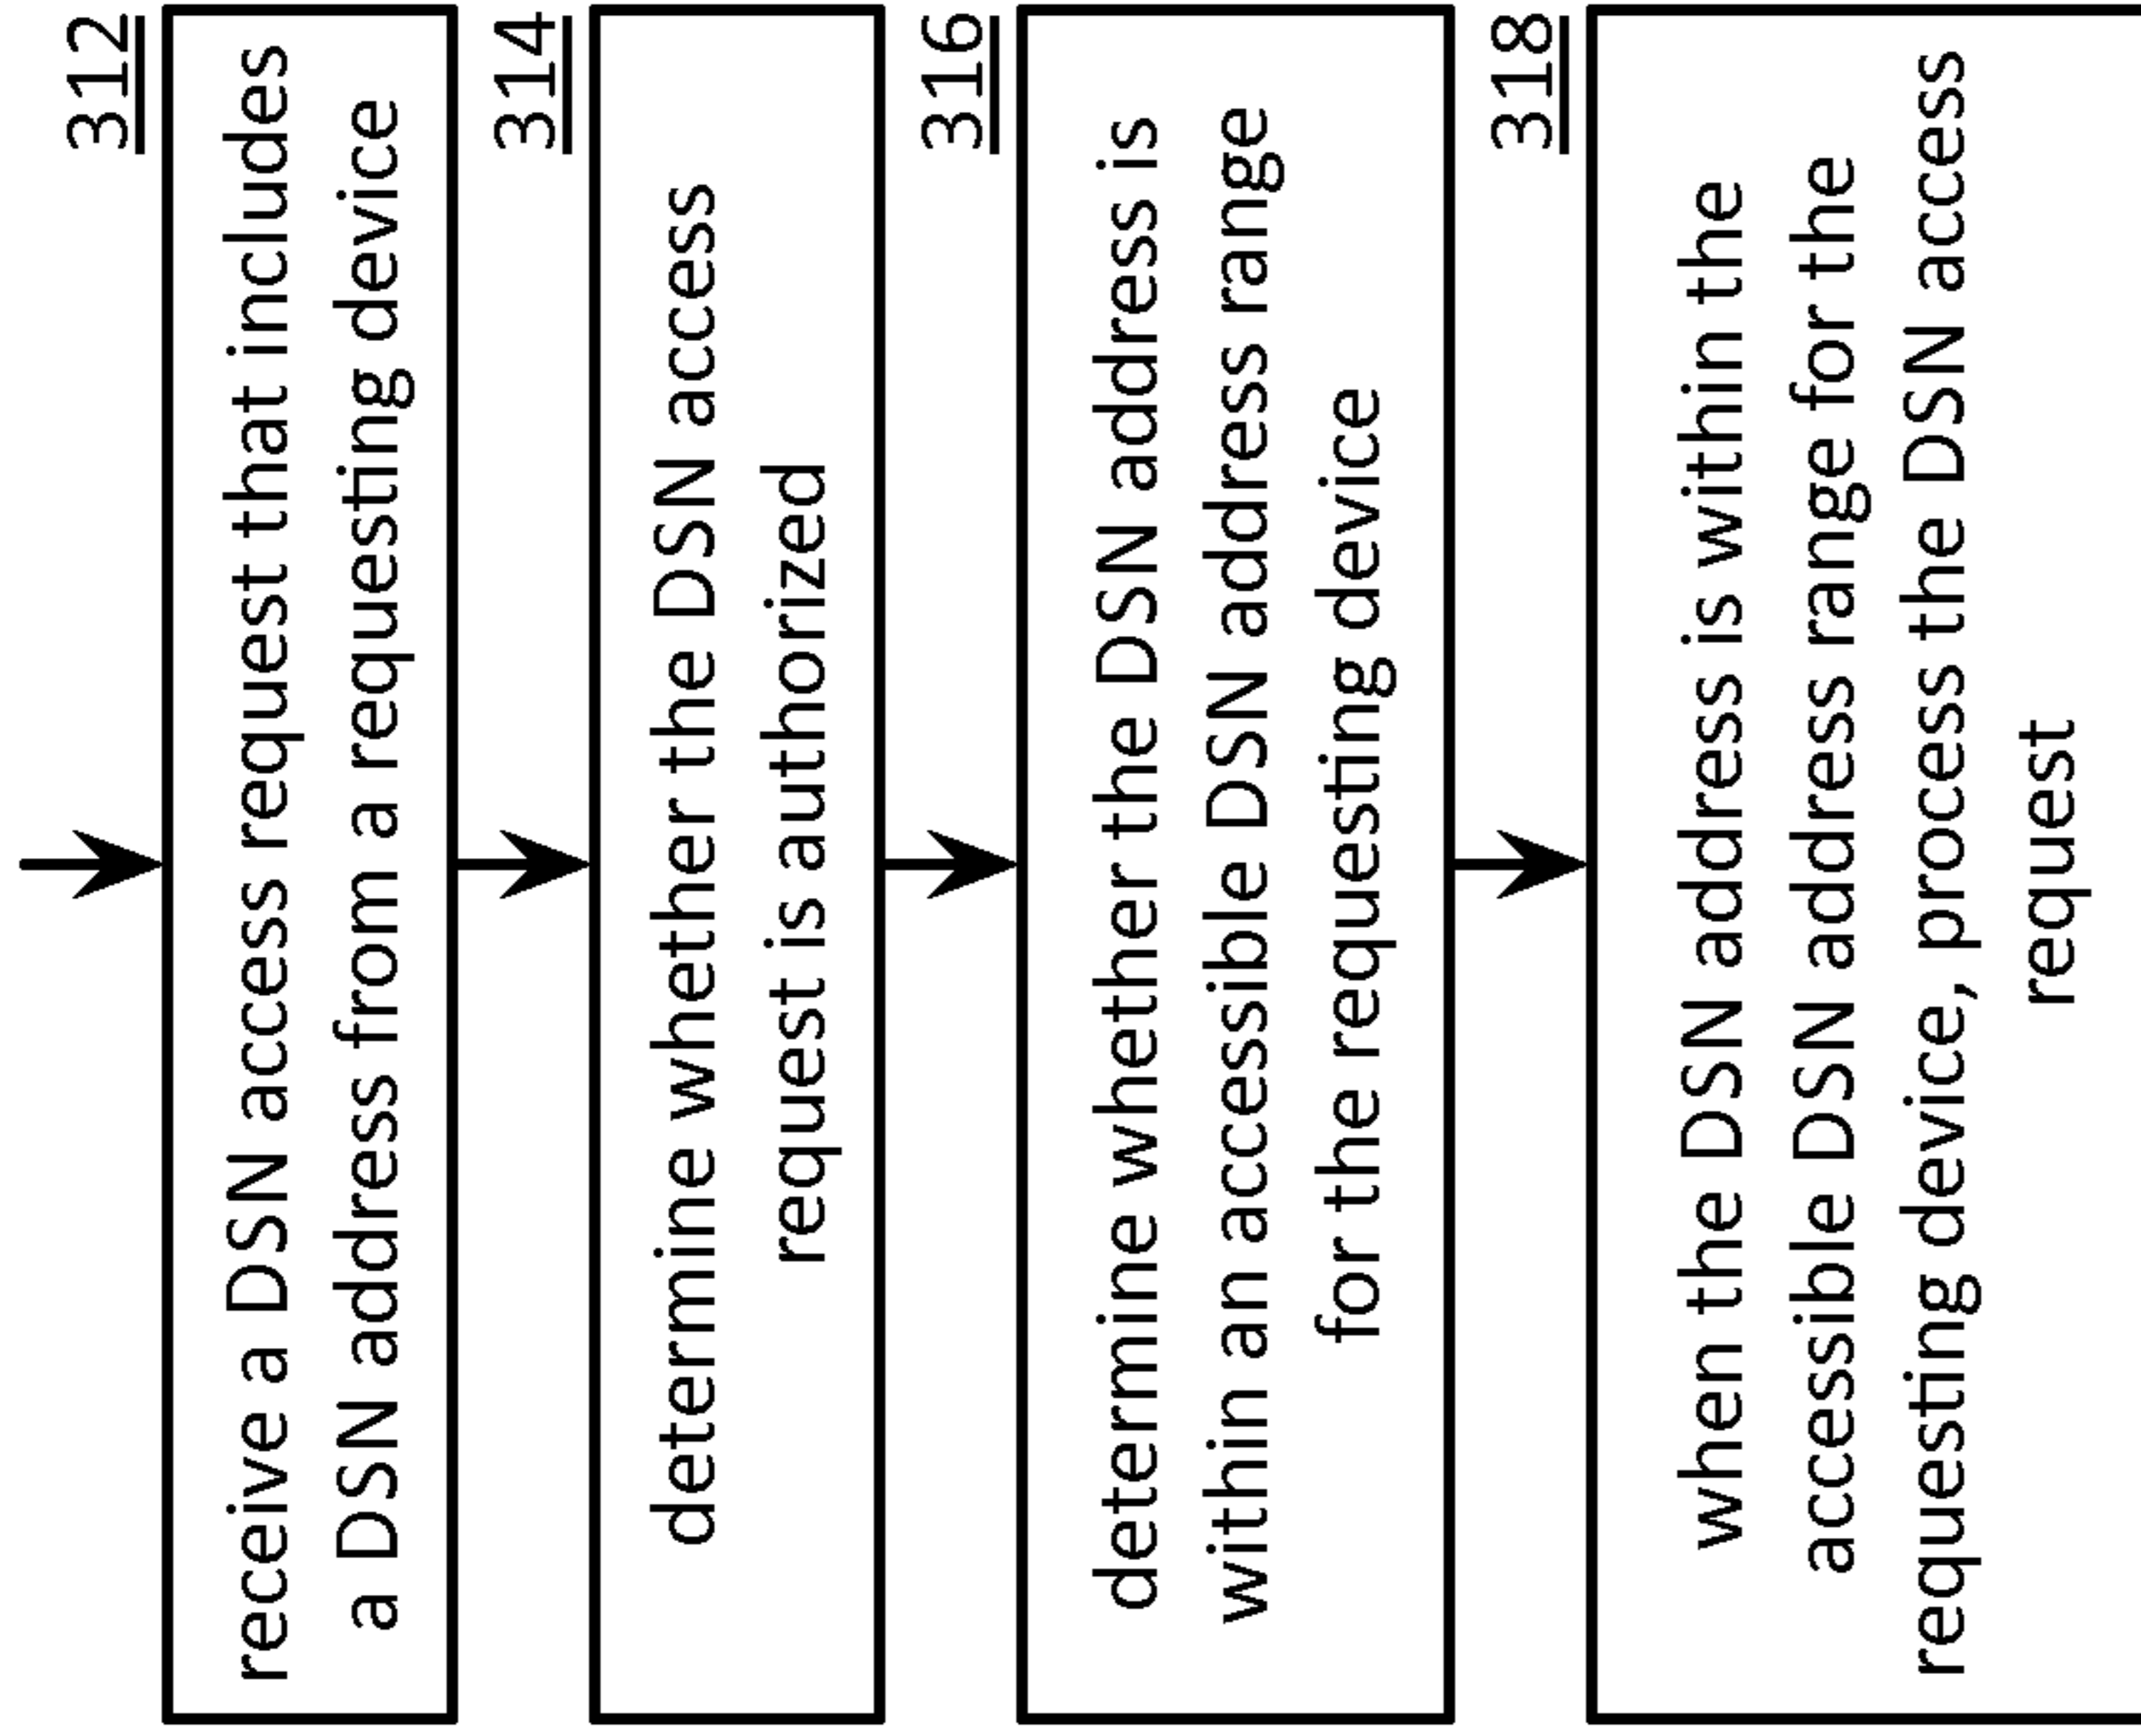 312
receive a DSN access request that includes
a DSN address from a requesting device
314
determine whether the DSN access
request is authorized
316
determine whether the DSN address is
within an accessible DSN address range
for the requesting device
318
when the DSN address is within the
accessible DSN address range for the
requesting device, process the DSN access
request